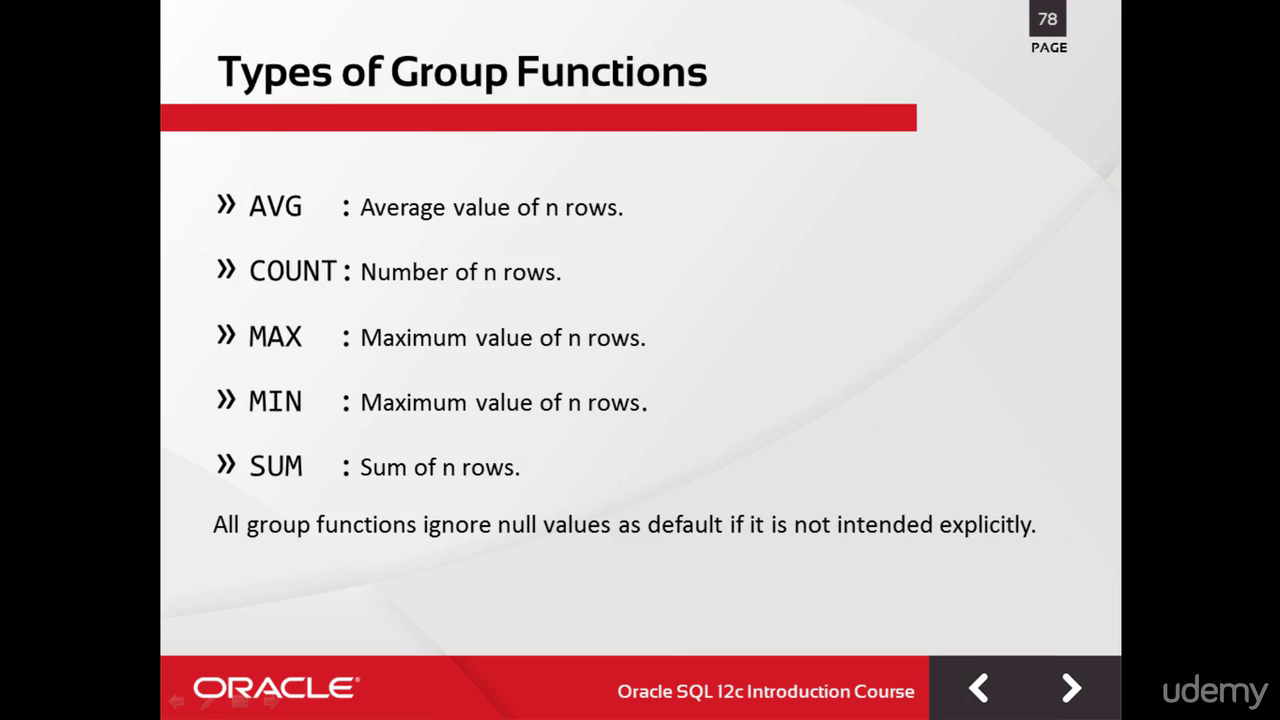 78
PAGE
Types of Group Functions
» AVG : Average value of n rows.
» COUNT : Number of n rows.
» MAX : Maximum value of n rows.
» MIN : Maximum value of n rows.
» SUM : Sum of n rows.
All group functions ignore null values as default if it is not intended explicitly.
ORACLE®
Oracle SQL 12c Introduction Course
udemy